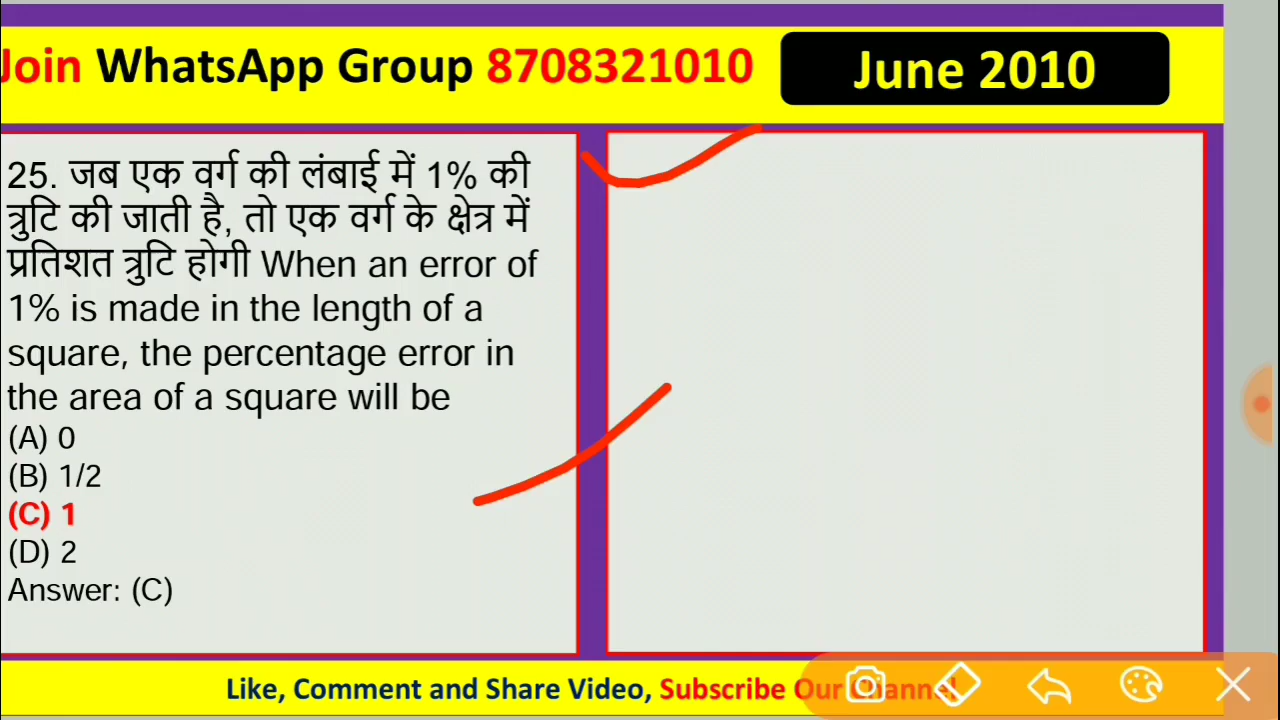 Join WhatsApp Group 8708321010
June 2010
25. जब एक वर्ग की लंबाई में 1% की
त्रुटि की जाती है, तो एक वर्ग के क्षेत्र में
प्रतिशत त्रुटि होगी When an error of
1% is made in the length of a
square, the percentage error in
the area of a square will be
(A) 0
(B) 1/2
(C) 1
(D) 2
Answer: (C)
Like, Comment and Share Video, Subscribe Our Channel